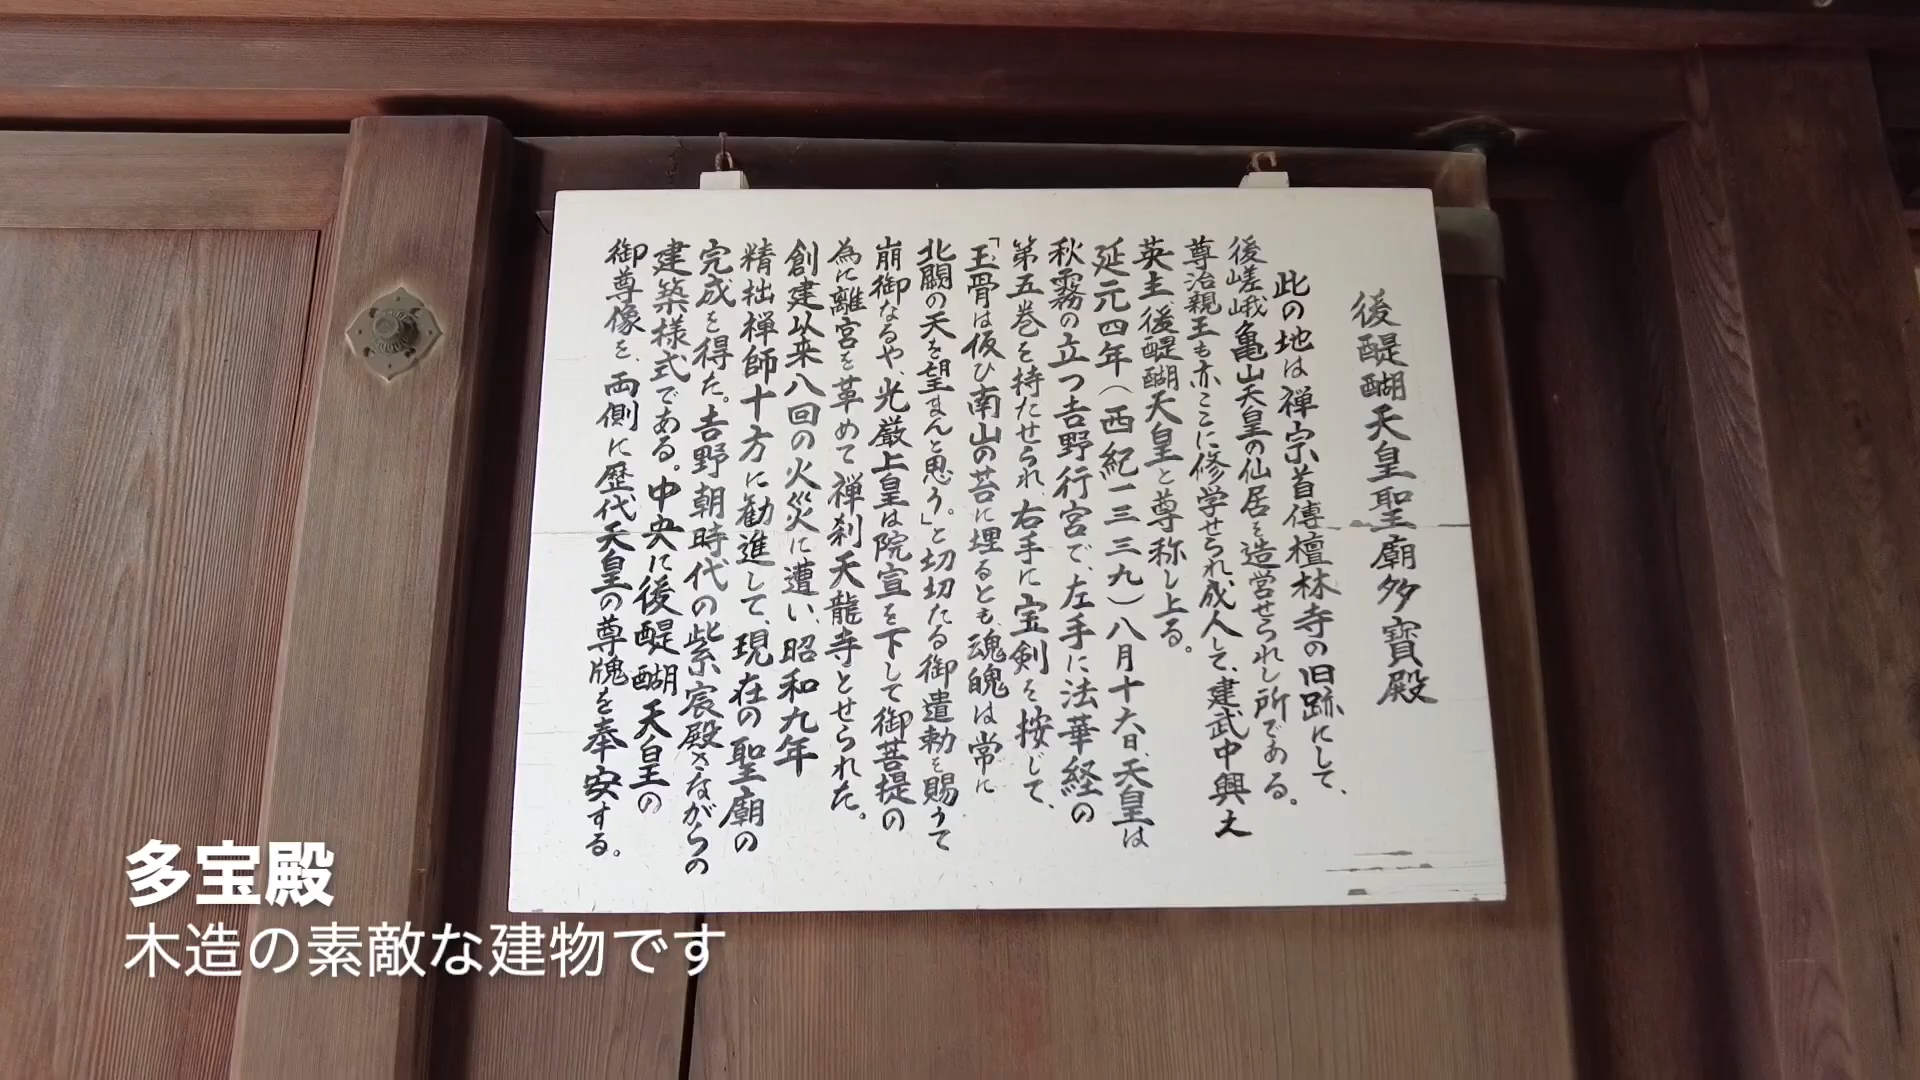 後醍醐天皇聖廟多寳殿
此の地は禅宗首傳檀林寺の旧跡にして、
後嵯峨亀山天皇の仙居を造営せられし所である。
尊治親王も亦ここに修学せられ、成人して、建武中興之
英主、後醍醐天皇と尊称し上る。
延元四年(西紀一三三九)八月十六日、天皇は
秋霧の立つ吉野行宮で、左手に法華経の
第五巻を持たせられ、右手に宝剣を按じて、
「玉骨は仮ひ南山の苔に埋るとも、魂魄は常に
北闕の天を望まんと思う。」と切切たる御遺勅を賜うて
崩御なるや、光厳上皇は院宣を下して御菩提の
為に離宮を革めて禅刹天龍寺とせられた。
創建以来八回の火災に遭い、昭和九年
精拙禅師十方に勧進して、現在の聖廟の
完成を得た。吉野朝時代の紫宸殿さながらの
建築様式である。中央に後醍醐天皇の
御尊像を、両側に歴代天皇の尊牌を奉安する。
多宝殿
木造の素敵な建物です